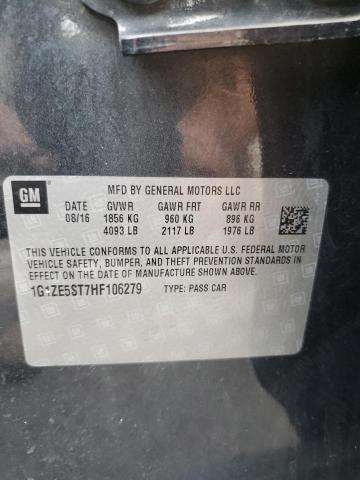 GM
MFD BY GENERAL MOTORS LLC
DATE GVWR GAWR FRT GAWR RR
08/16 1856 KG 960 KG 896 KG
4093 LB 2117 LB 1976 LB
THIS VEHICLE CONFORMS TO ALL APPLICABLE U.S. FEDERAL MOTOR
VEHICLE SAFETY, BUMPER, AND THEFT PREVENTION STANDARDS IN
EFFECT ON THE DATE OF MANUFACTURE SHOWN ABOVE.
1G1ZE5ST7HF106279 TYPE: PASS CAR